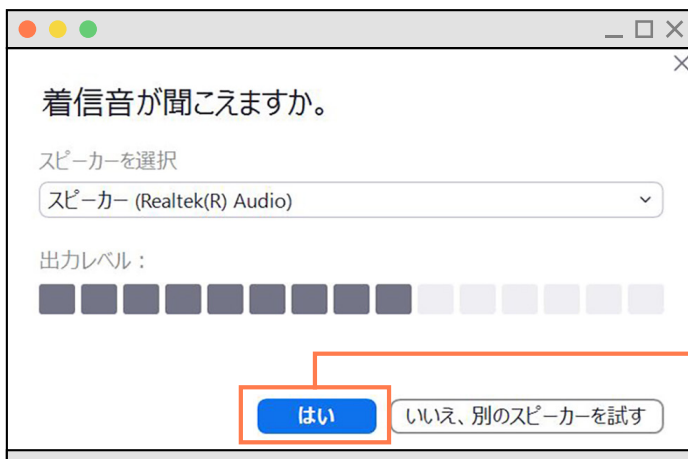 着信音が聞こえますか。
スピーカーを選択
スピーカー (Realtek(R) Audio)
出力レベル：
はい
いいえ、別のスピーカーを試す